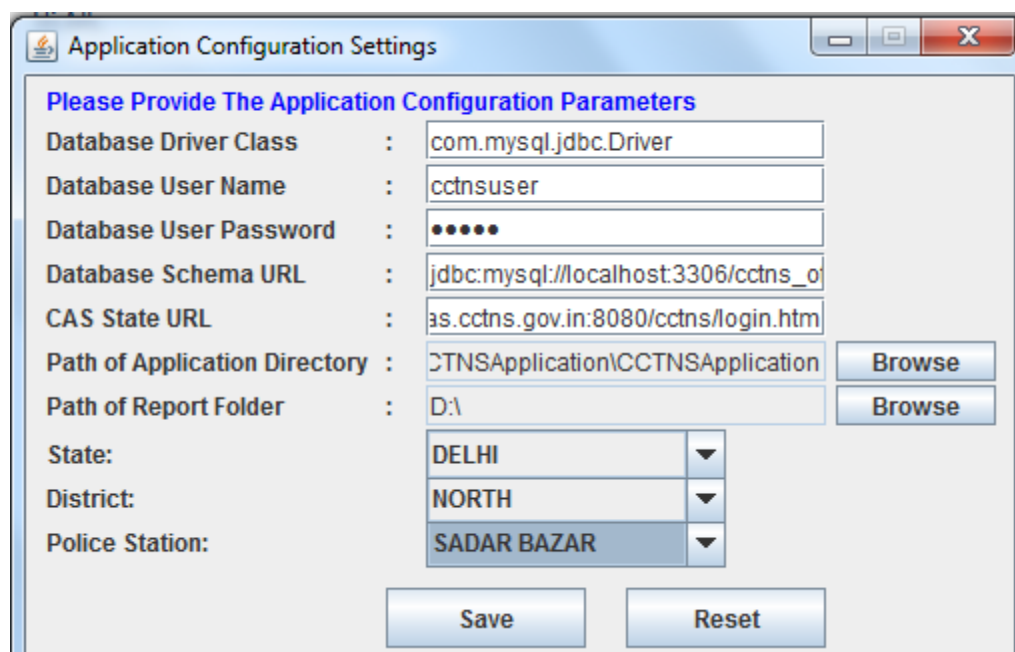 Application Configuration Settings
Please Provide The Application Configuration Parameters
Database Driver Class : com.mysql.jdbc.Driver
Database User Name : cctnsuser
Database User Password : •••••
Database Schema URL : jdbc:mysql://localhost:3306/cctns_of
CAS State URL : as.cctns.gov.in:8080/cctns/login.htm
Path of Application Directory : CTNSApplication\CCTNSApplication Browse
Path of Report Folder : D:\ Browse
State: DELHI
District: NORTH
Police Station: SADAR BAZAR
Save Reset